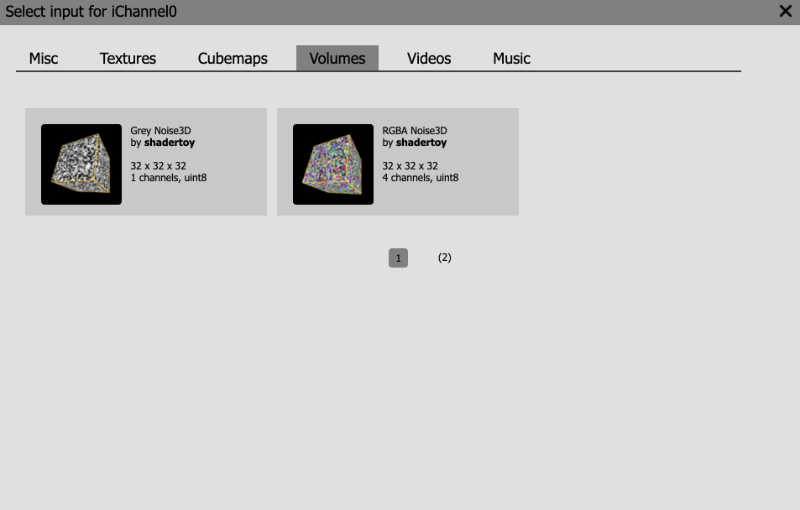 Select input for iChannel0
Misc Textures Cubemaps Volumes Videos Music
Grey Noise3D
by shadertoy
32 x 32 x 32
1 channels, uint8
RGBA Noise3D
by shadertoy
32 x 32 x 32
4 channels, uint8
1 (2)